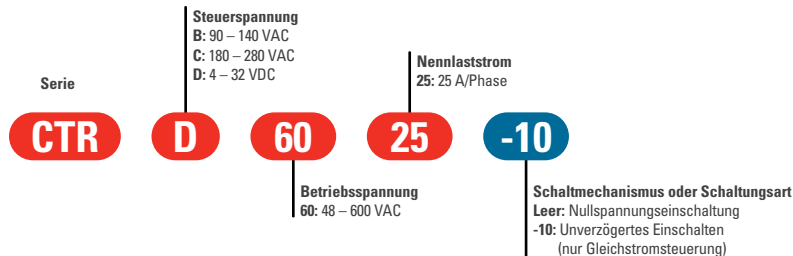 Steuerspannung
B: 90 – 140 VAC
C: 180 – 280 VAC
D: 4 – 32 VDC
Nennlaststrom
25: 25 A/Phase
Serie
CTR D 60 25 -10
Betriebsspannung
60: 48 – 600 VAC
Schaltmechanismus oder Schaltungsart
Leer: Nullspannungseinschaltung
-10: Unverzögertes Einschalten
(nur Gleichstromsteuerung)